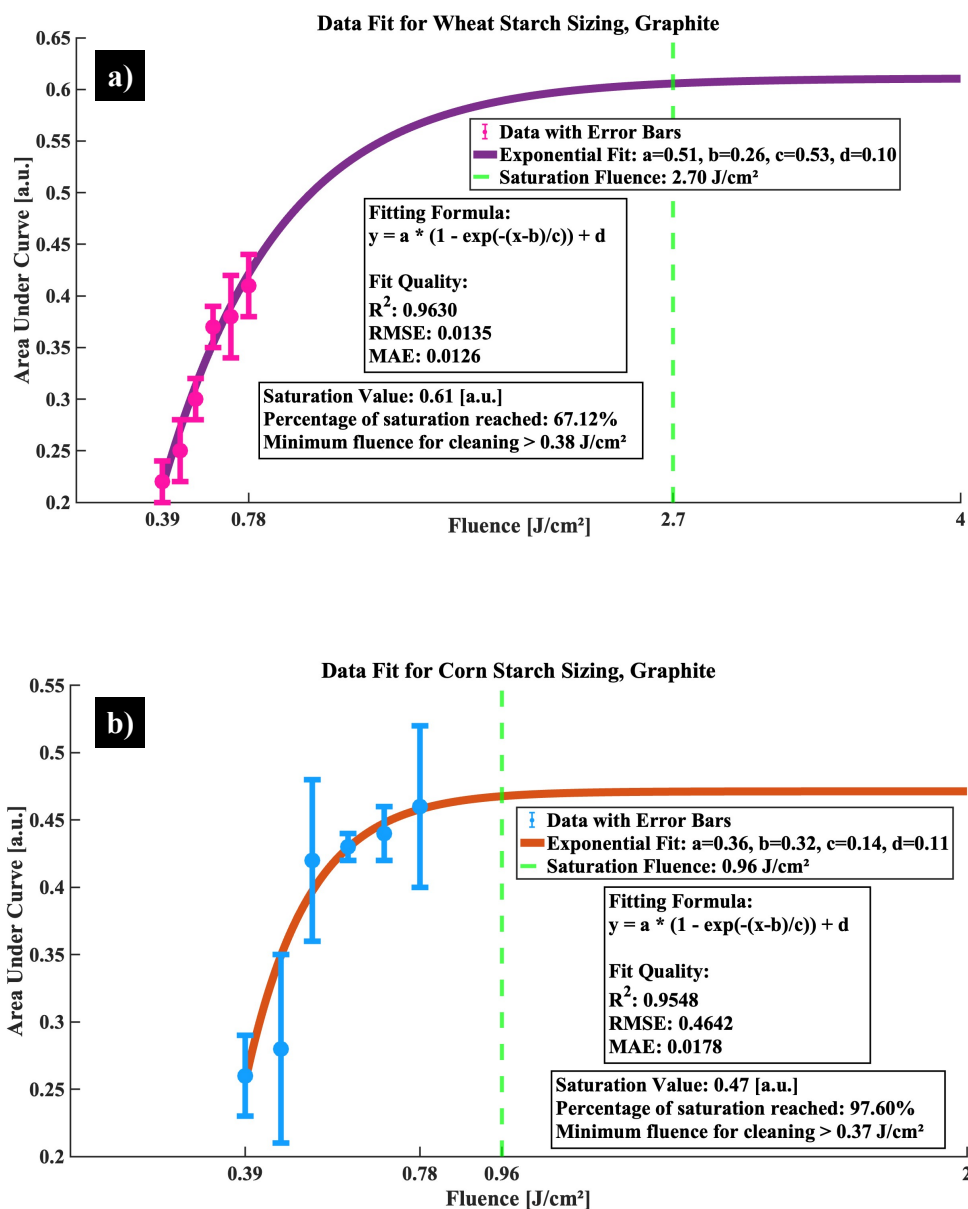 Data Fit for Wheat Starch Sizing, Graphite
a)
0.65
0.6
0.55
0.5
0.45
0.4
0.35
0.3
0.25
0.2
Area Under Curve [a.u.]
Data with Error Bars
Exponential Fit: a=0.51, b=0.26, c=0.53, d=0.10
Saturation Fluence: 2.70 J/cm²
Fitting Formula:
y = a * (1 - exp(-(x-b)/c)) + d
Fit Quality:
R²: 0.9630
RMSE: 0.0135
MAE: 0.0126
Saturation Value: 0.61 [a.u.]
Percentage of saturation reached: 67.12%
Minimum fluence for cleaning > 0.38 J/cm²
0.39 0.78 2.7 4
Fluence [J/cm²]
Data Fit for Corn Starch Sizing, Graphite
b)
0.55
0.5
0.45
0.4
0.35
0.3
0.25
0.2
Area Under Curve [a.u.]
Data with Error Bars
Exponential Fit: a=0.36, b=0.32, c=0.14, d=0.11
Saturation Fluence: 0.96 J/cm²
Fitting Formula:
y = a * (1 - exp(-(x-b)/c)) + d
Fit Quality:
R²: 0.9548
RMSE: 0.4642
MAE: 0.0178
Saturation Value: 0.47 [a.u.]
Percentage of saturation reached: 97.60%
Minimum fluence for cleaning > 0.37 J/cm²
0.39 0.78 0.96 2
Fluence [J/cm²]